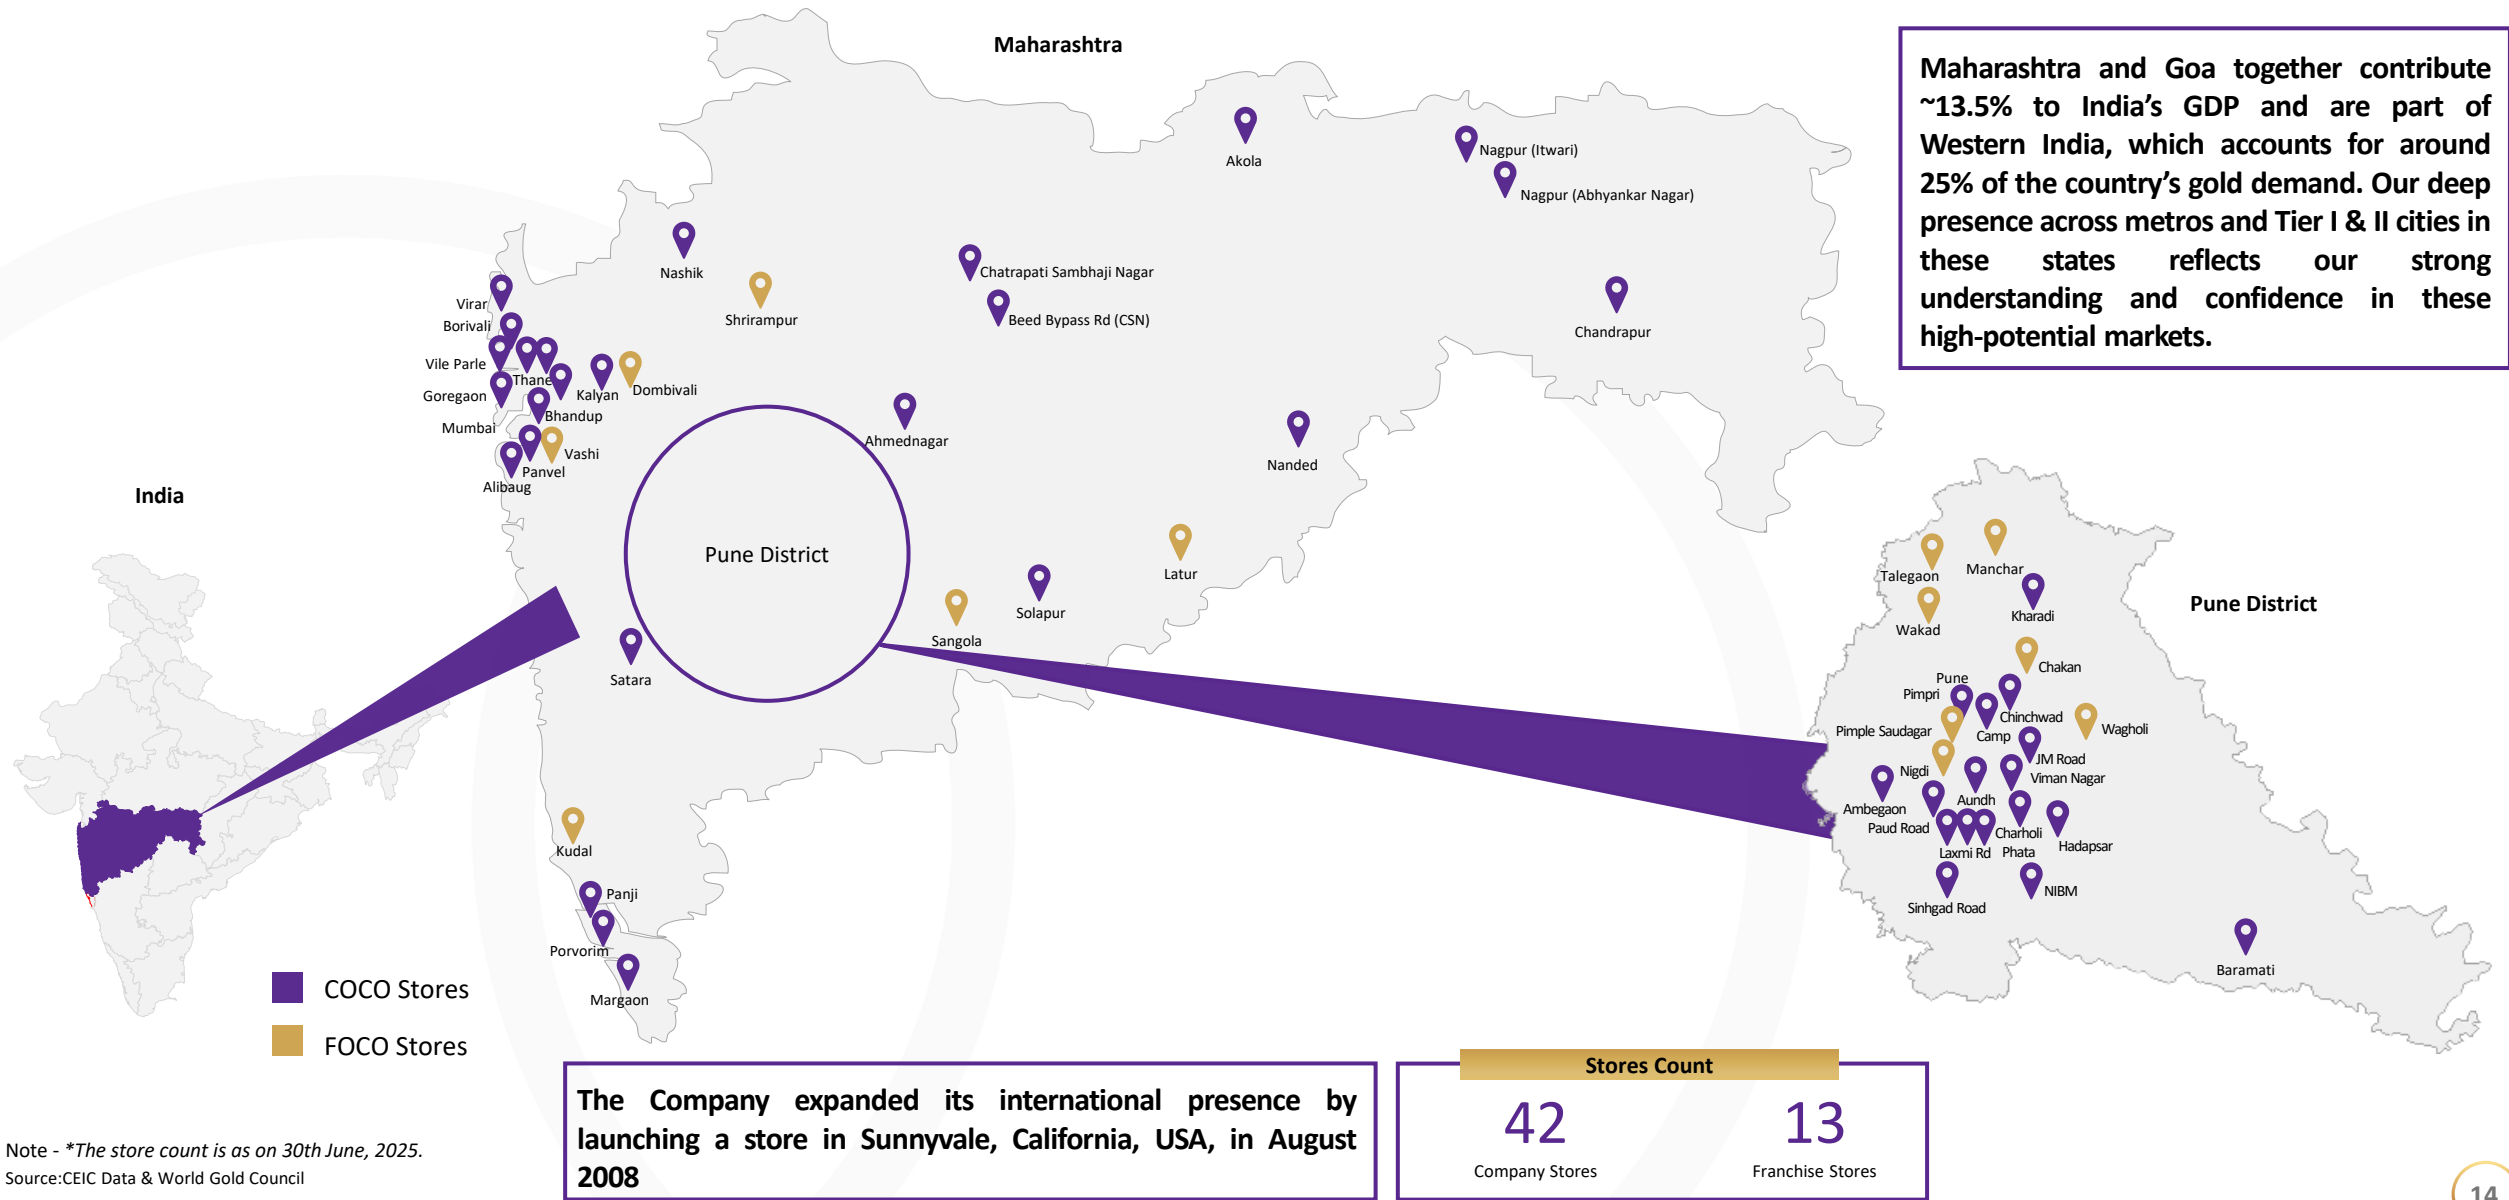 Maharashtra
Maharashtra and Goa together contribute
~13.5% to India’s GDP and are part of
Western India, which accounts for around
25% of the country’s gold demand. Our deep
presence across metros and Tier I & II cities in
these states reflects our strong
understanding and confidence in these
high-potential markets.
Akola
Nagpur (Itwari)
Nagpur (Abhyankar Nagar)
Nashik
Chatrapati Sambhaji Nagar
Shrirampur
Beed Bypass Rd (CSN)
Chandrapur
Virar
Borivali
Vile Parle
Thane
Goregaon
Kalyan
Dombivali
Bhandup
Mumbai
Vashi
Panvel
Alibaug
Ahmednagar
Nanded
India
Pune District
Latur
Solapur
Sangola
Satara
Kudal
Panji
Porvorim
Margaon
Pune District
Talegaon
Manchar
Kharadi
Wakad
Chakan
Pune
Pimpri
Chinchwad
Pimple Saudagar
Camp
Wagholi
JM Road
Nigdi
Viman Nagar
Ambegaon
Aundh
Paud Road
Charholi
Phata
Laxmi Rd
Hadapsar
Sinhgad Road
NIBM
Baramati
COCO Stores
FOCO Stores
The Company expanded its international presence by
launching a store in Sunnyvale, California, USA, in August
2008
Stores Count
42
13
Company Stores
Franchise Stores
Note - *The store count is as on 30th June, 2025.
Source:CEIC Data & World Gold Council
14